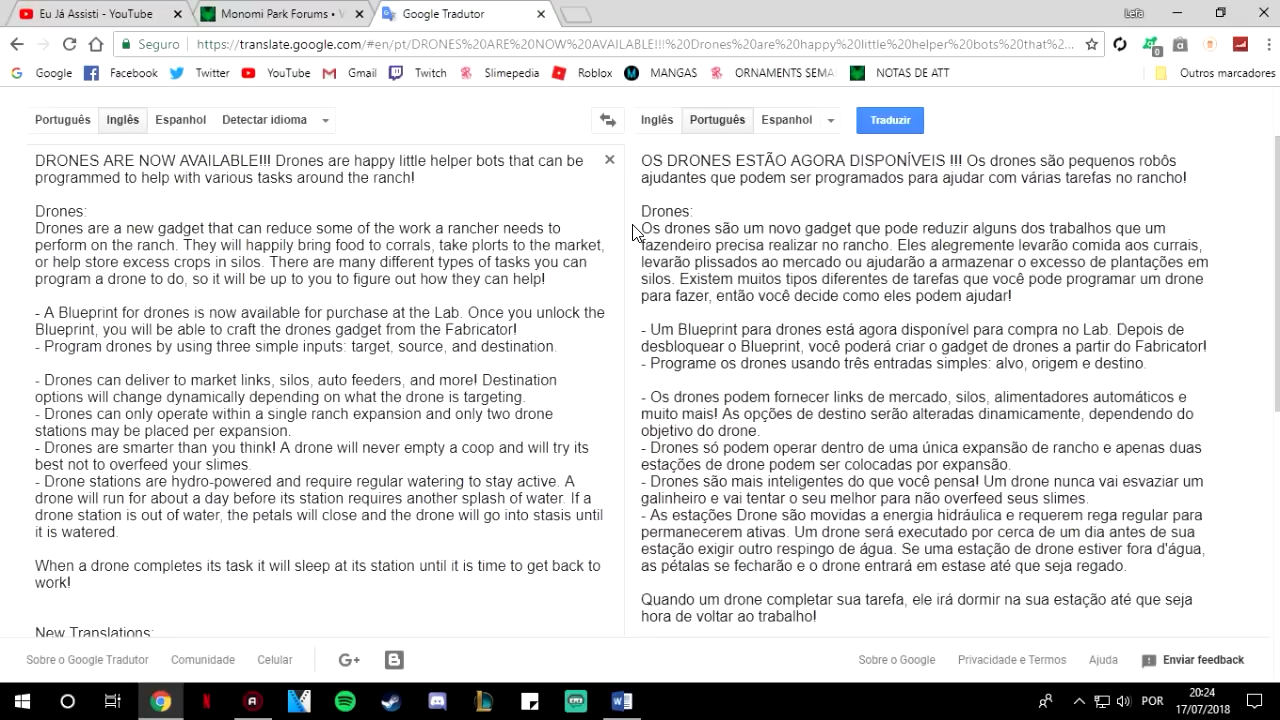 Eu Já Assisti - YouTube
Monomi Park Forums • V
Google Tradutor
Lefa
Seguro
https://translate.google.com/#en/pt/DRONES%20ARE%20NOW%20AVAILABLE!!!%20Drones%20are%20happy%20little%20helper%20bots%20that%2...
Google Facebook Twitter YouTube Gmail Twitch Slimepedia Roblox MANGAS ORNAMENTS SEMA NOTAS DE ATT Outros marcadores
Português Inglês Espanhol Detectar idioma
Inglês Português Espanhol Traduzir
DRONES ARE NOW AVAILABLE!!! Drones are happy little helper bots that can be
programmed to help with various tasks around the ranch!
Drones:
Drones are a new gadget that can reduce some of the work a rancher needs to
perform on the ranch. They will happily bring food to corrals, take plorts to the market,
or help store excess crops in silos. There are many different types of tasks you can
program a drone to do, so it will be up to you to figure out how they can help!
- A Blueprint for drones is now available for purchase at the Lab. Once you unlock the
Blueprint, you will be able to craft the drones gadget from the Fabricator!
- Program drones by using three simple inputs: target, source, and destination.
- Drones can deliver to market links, silos, auto feeders, and more! Destination
options will change dynamically depending on what the drone is targeting.
- Drones can only operate within a single ranch expansion and only two drone
stations may be placed per expansion.
- Drones are smarter than you think! A drone will never empty a coop and will try its
best not to overfeed your slimes.
- Drone stations are hydro-powered and require regular watering to stay active. A
drone will run for about a day before its station requires another splash of water. If a
drone station is out of water, the petals will close and the drone will go into stasis until
it is watered.
When a drone completes its task it will sleep at its station until it is time to get back to
work!
New Translations:
OS DRONES ESTÃO AGORA DISPONÍVEIS !!! Os drones são pequenos robôs
ajudantes que podem ser programados para ajudar com várias tarefas no rancho!
Drones:
Os drones são um novo gadget que pode reduzir alguns dos trabalhos que um
fazendeiro precisa realizar no rancho. Eles alegremente levarão comida aos currais,
levarão plissados ao mercado ou ajudarão a armazenar o excesso de plantações em
silos. Existem muitos tipos diferentes de tarefas que você pode programar um drone
para fazer, então você decide como eles podem ajudar!
- Um Blueprint para drones está agora disponível para compra no Lab. Depois de
desbloquear o Blueprint, você poderá criar o gadget de drones a partir do Fabricator!
- Programe os drones usando três entradas simples: alvo, origem e destino.
- Os drones podem fornecer links de mercado, silos, alimentadores automáticos e
muito mais! As opções de destino serão alteradas dinamicamente, dependendo do
objetivo do drone.
- Drones só podem operar dentro de uma única expansão de rancho e apenas duas
estações de drone podem ser colocadas por expansão.
- Drones são mais inteligentes do que você pensa! Um drone nunca vai esvaziar um
galinheiro e vai tentar o seu melhor para não overfeed seus slimes.
- As estações Drone são movidas a energia hidráulica e requerem rega regular para
permanecerem ativas. Um drone será executado por cerca de um dia antes de sua
estação exigir outro respingo de água. Se uma estação de drone estiver fora d'água,
as pétalas se fecharão e o drone entrará em estase até que seja regado.
Quando um drone completar sua tarefa, ele irá dormir na sua estação até que seja
hora de voltar ao trabalho!
Sobre o Google Tradutor Comunidade Celular G+
Sobre o Google Privacidade e Termos Ajuda Enviar feedback
POR
20:24
17/07/2018